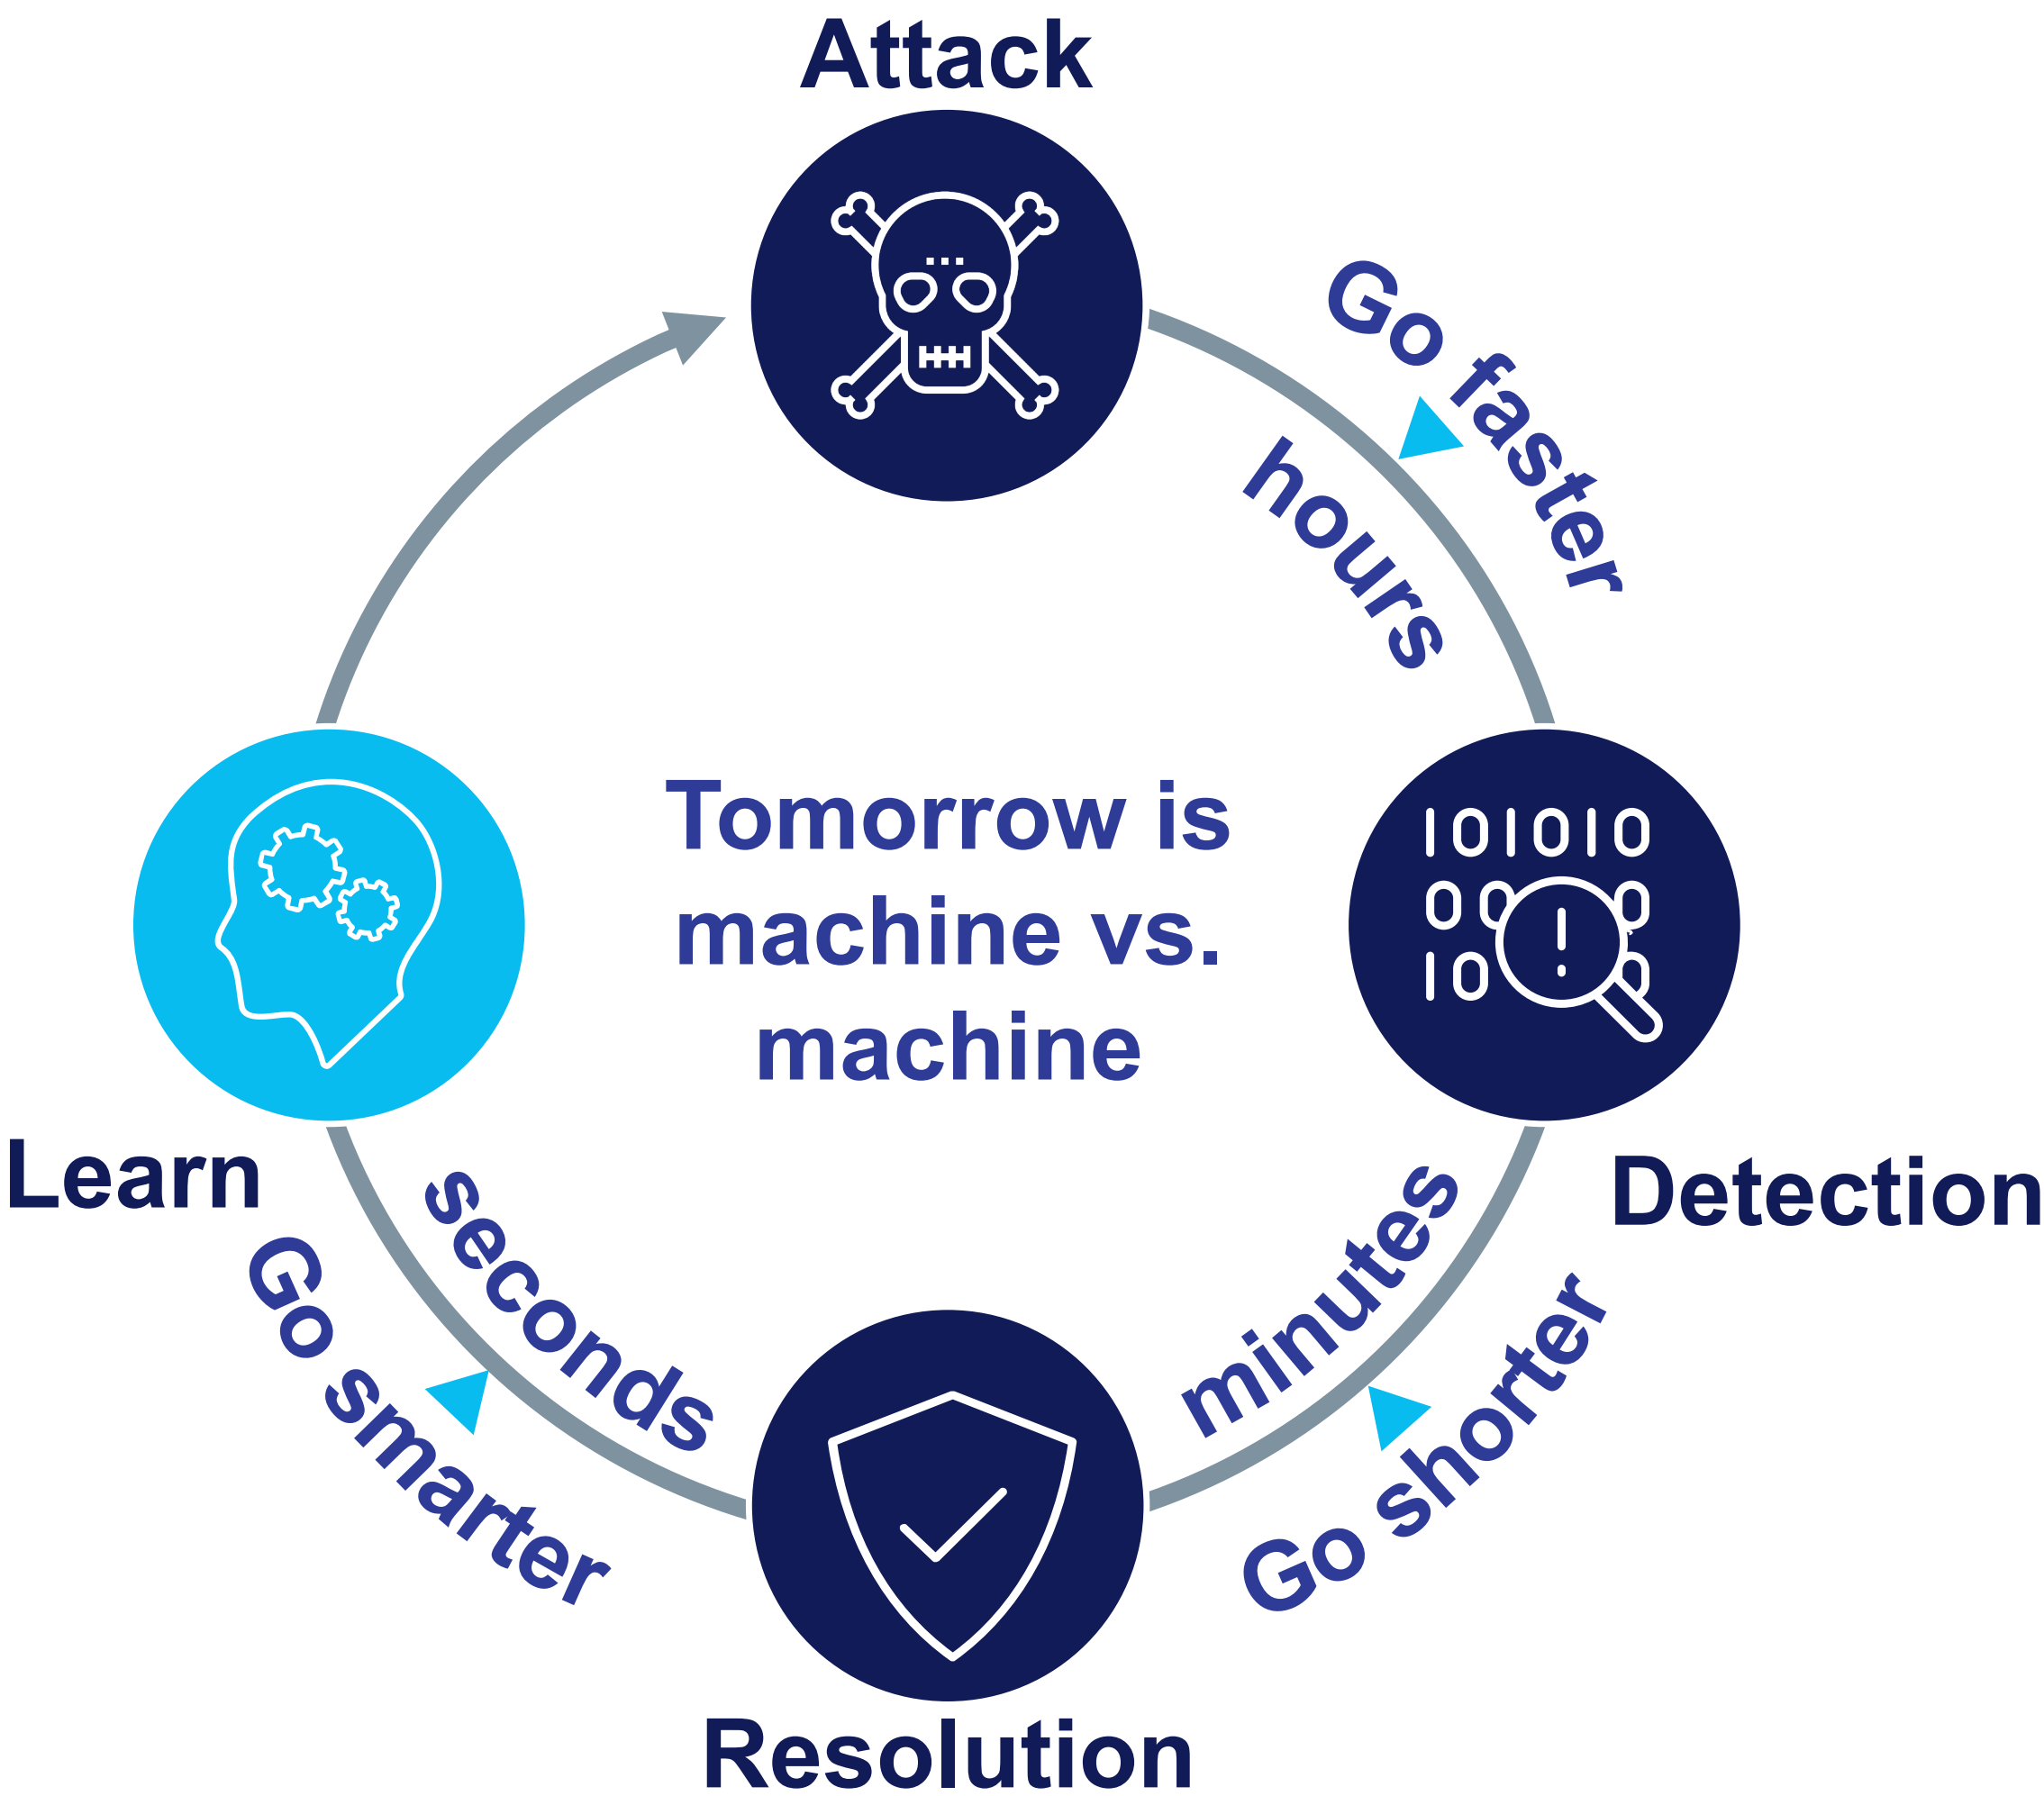 Attack
Go faster
hours
Tomorrow is
machine vs.
machine
Learn
Detection
seconds
minutes
Go smarter
Go shorter
Resolution